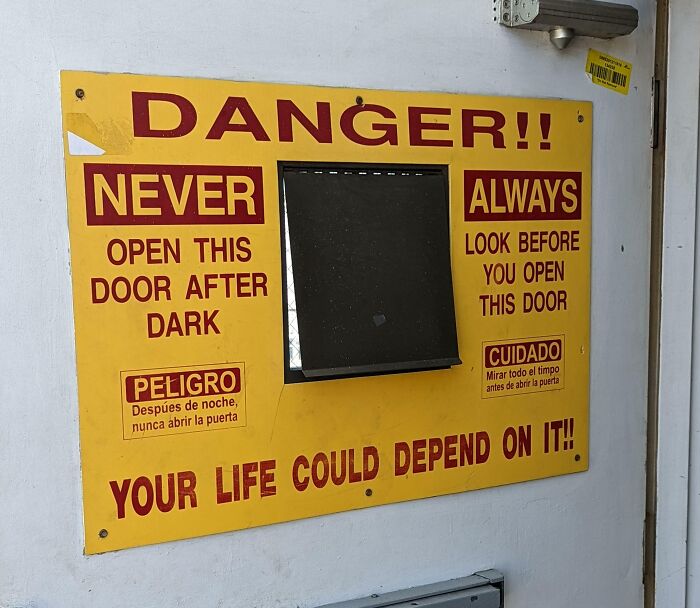 DANGER!!
NEVER
OPEN THIS
DOOR AFTER
DARK
PELIGRO
Despúes de noche,
nunca abrir la puerta
ALWAYS
LOOK BEFORE
YOU OPEN
THIS DOOR
CUIDADO
Mirar todo el timpo
antes de abrir la puerta
YOUR LIFE COULD DEPEND ON IT!!